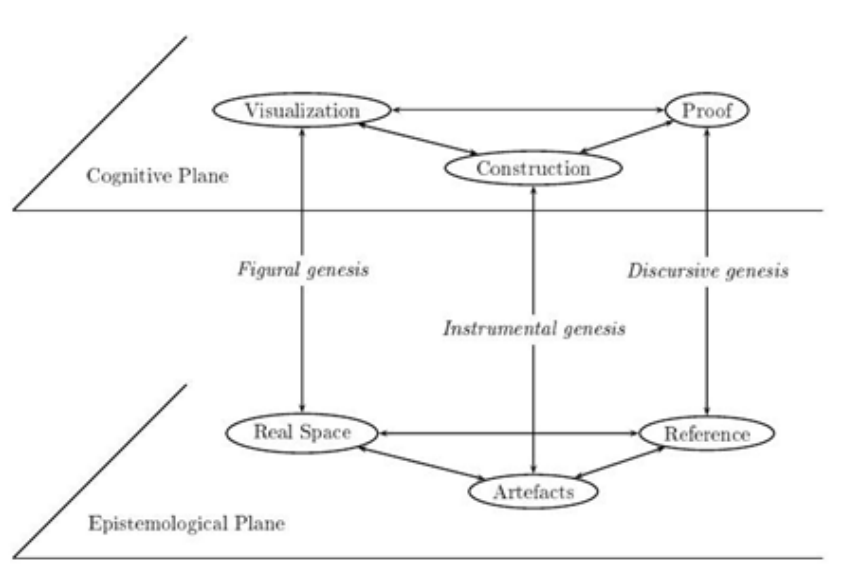 Visualization
Proof
Construction
Cognitive Plane
Figural genesis
Discursive genesis
Instrumental genesis
Real Space
Reference
Artefacts
Epistemological Plane